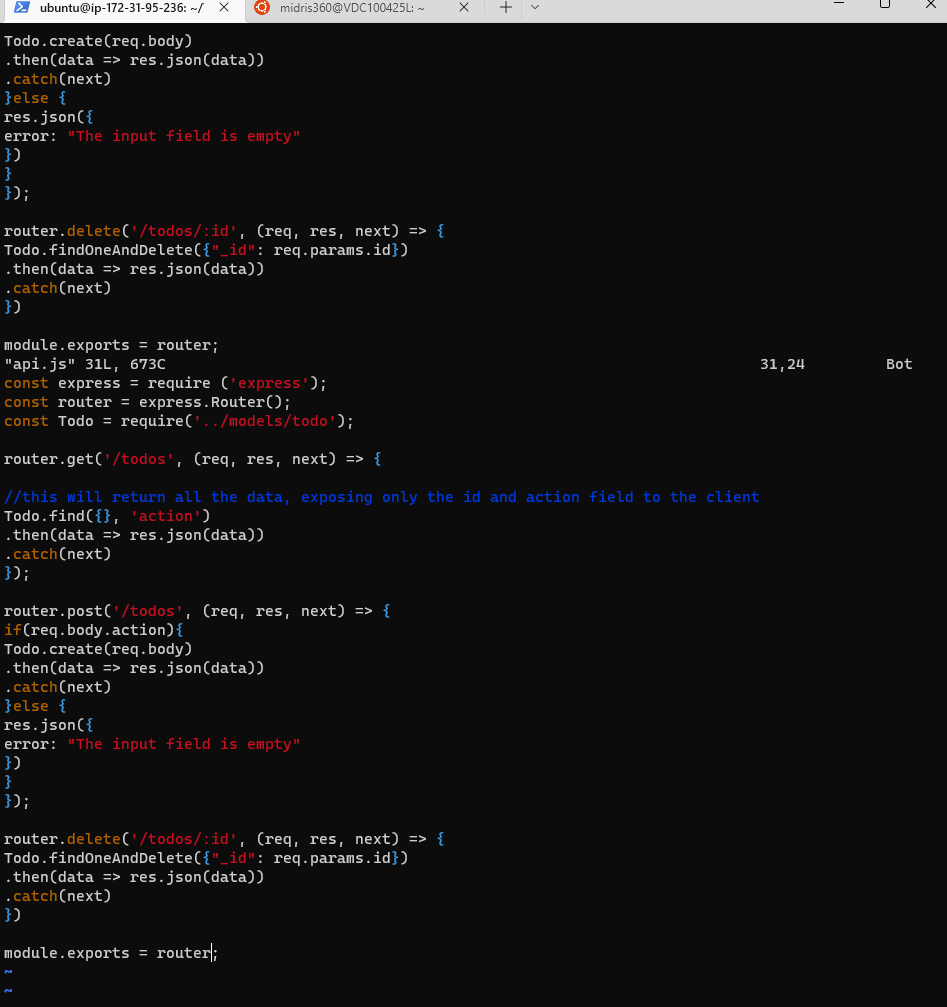 ubuntu@ip-172-31-95-236: ~/ midris360@VDC100425L: ~
Todo.create(req.body)
.then(data => res.json(data))
.catch(next)
}else {
res.json({
error: "The input field is empty"
})
}
});

router.delete('/todos/:id', (req, res, next) => {
Todo.findOneAndDelete({"_id": req.params.id})
.then(data => res.json(data))
.catch(next)
})

module.exports = router;
"api.js" 31L, 673C 31,24 Bot
const express = require ('express');
const router = express.Router();
const Todo = require('../models/todo');

router.get('/todos', (req, res, next) => {

//this will return all the data, exposing only the id and action field to the client
Todo.find({}, 'action')
.then(data => res.json(data))
.catch(next)
});

router.post('/todos', (req, res, next) => {
if(req.body.action){
Todo.create(req.body)
.then(data => res.json(data))
.catch(next)
}else {
res.json({
error: "The input field is empty"
})
}
});

router.delete('/todos/:id', (req, res, next) => {
Todo.findOneAndDelete({"_id": req.params.id})
.then(data => res.json(data))
.catch(next)
})

module.exports = router;
~
~